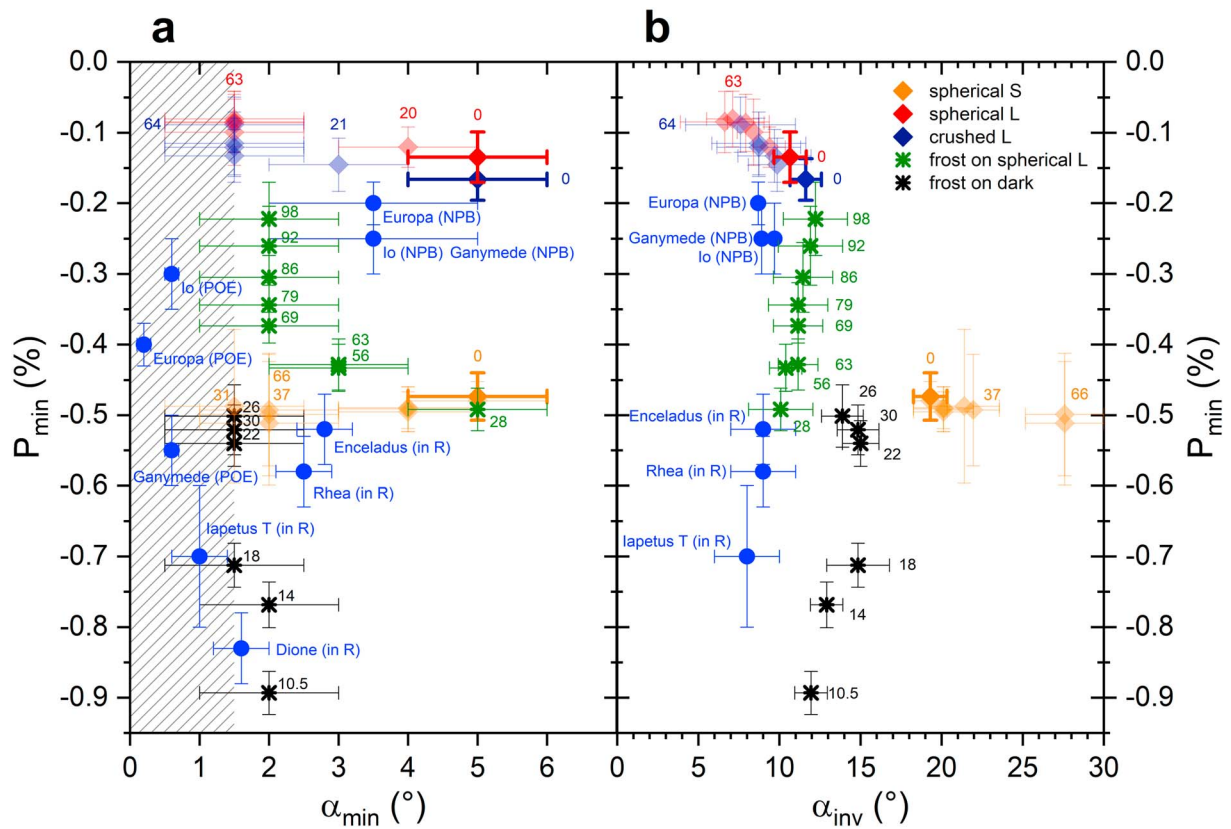 a
b
P_min (%)
0.0
-0.1
-0.2
-0.3
-0.4
-0.5
-0.6
-0.7
-0.8
-0.9
63
64
21
20
0
0
98
92
86
79
69
63
56
0
28
66
31
37
26
30
22
18
14
10.5
Europa (NPB)
Io (NPB)
Ganymede (NPB)
Io (POE)
Europa (POE)
Enceladus (in R)
Ganymede (POE)
Rhea (in R)
Iapetus T (in R)
Dione (in R)
0
1
2
3
4
5
6
α_min (°)
63
64
0
0
spherical S
spherical L
crushed L
frost on spherical L
frost on dark
Europa (NPB)
Ganymede (NPB)
Io (NPB)
98
92
86
79
69
63
56
28
0
26
30
22
37
66
Enceladus (in R)
Rhea (in R)
Iapetus T (in R)
18
14
10.5
0
5
10
15
20
25
30
α_inv (°)
0.0
-0.1
-0.2
-0.3
-0.4
-0.5
-0.6
-0.7
-0.8
-0.9
P_min (%)